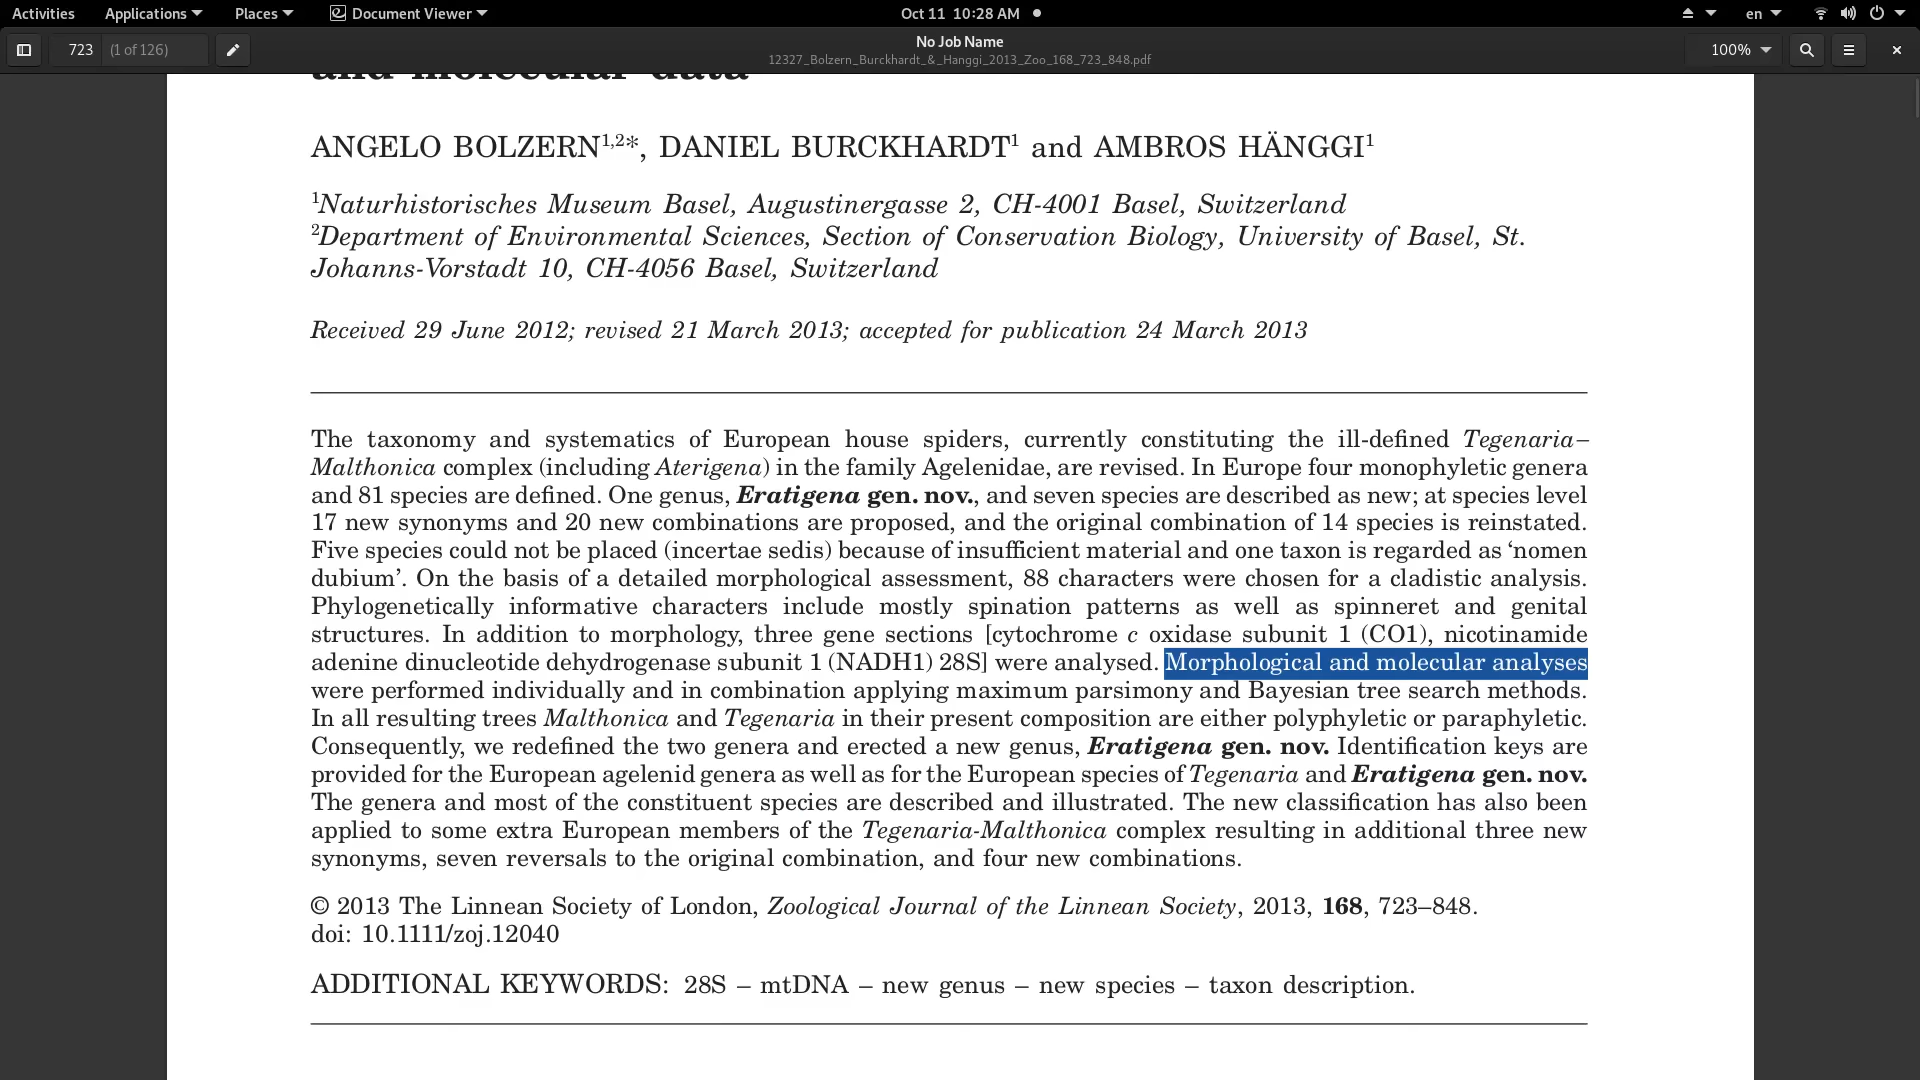 Activities Applications Places Document Viewer Oct 11 10:28 AM en
723 (1 of 126) No Job Name 100%
12327_Bolzern_Burckhardt_&_Hanggi_2013_Zoo_168_723_848.pdf
and molecular data
ANGELO BOLZERN1,2*, DANIEL BURCKHARDT1 and AMBROS HÄNGGI1
1Naturhistorisches Museum Basel, Augustinergasse 2, CH-4001 Basel, Switzerland
2Department of Environmental Sciences, Section of Conservation Biology, University of Basel, St.
Johanns-Vorstadt 10, CH-4056 Basel, Switzerland
Received 29 June 2012; revised 21 March 2013; accepted for publication 24 March 2013
The taxonomy and systematics of European house spiders, currently constituting the ill-defined Tegenaria–
Malthonica complex (including Aterigena) in the family Agelenidae, are revised. In Europe four monophyletic genera
and 81 species are defined. One genus, Eratigena gen. nov., and seven species are described as new; at species level
17 new synonyms and 20 new combinations are proposed, and the original combination of 14 species is reinstated.
Five species could not be placed (incertae sedis) because of insufficient material and one taxon is regarded as ‘nomen
dubium’. On the basis of a detailed morphological assessment, 88 characters were chosen for a cladistic analysis.
Phylogenetically informative characters include mostly spination patterns as well as spinneret and genital
structures. In addition to morphology, three gene sections [cytochrome c oxidase subunit 1 (CO1), nicotinamide
adenine dinucleotide dehydrogenase subunit 1 (NADH1) 28S] were analysed. Morphological and molecular analyses
were performed individually and in combination applying maximum parsimony and Bayesian tree search methods.
In all resulting trees Malthonica and Tegenaria in their present composition are either polyphyletic or paraphyletic.
Consequently, we redefined the two genera and erected a new genus, Eratigena gen. nov. Identification keys are
provided for the European agelenid genera as well as for the European species of Tegenaria and Eratigena gen. nov.
The genera and most of the constituent species are described and illustrated. The new classification has also been
applied to some extra European members of the Tegenaria-Malthonica complex resulting in additional three new
synonyms, seven reversals to the original combination, and four new combinations.
© 2013 The Linnean Society of London, Zoological Journal of the Linnean Society, 2013, 168, 723–848.
doi: 10.1111/zoj.12040
ADDITIONAL KEYWORDS: 28S – mtDNA – new genus – new species – taxon description.